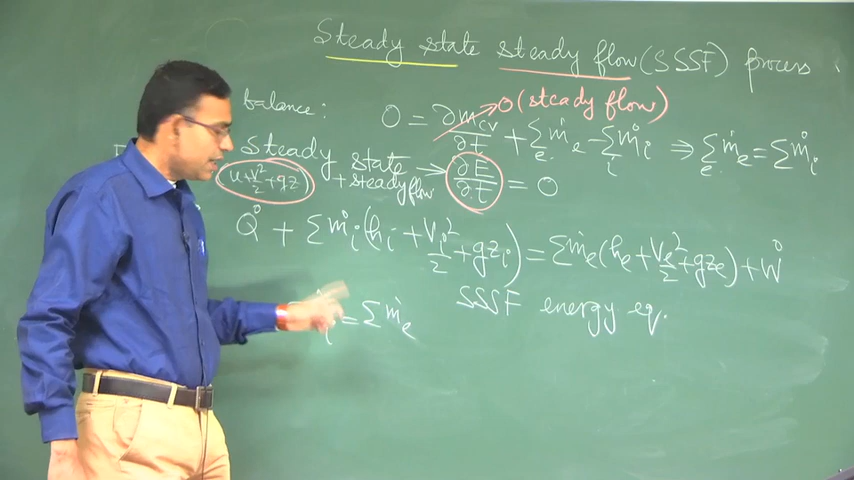 Steady state steady flow (SSSF) process
balance: 0 = ∂m_cv/∂t → 0 (steady flow) + Σ_e ṁ_e − Σ_i ṁ_i ⇒ Σ_e ṁ_e = Σ ṁ_i
Steady state + steady flow → ∂E/∂t = 0
(u + V²/2 + gz)
Q̇ + Σṁ_i(h_i + V_i²/2 + gz_i) = Σṁ_e(h_e + V_e²/2 + gz_e) + Ẇ
SSSF energy eq.
i = Σṁ_e